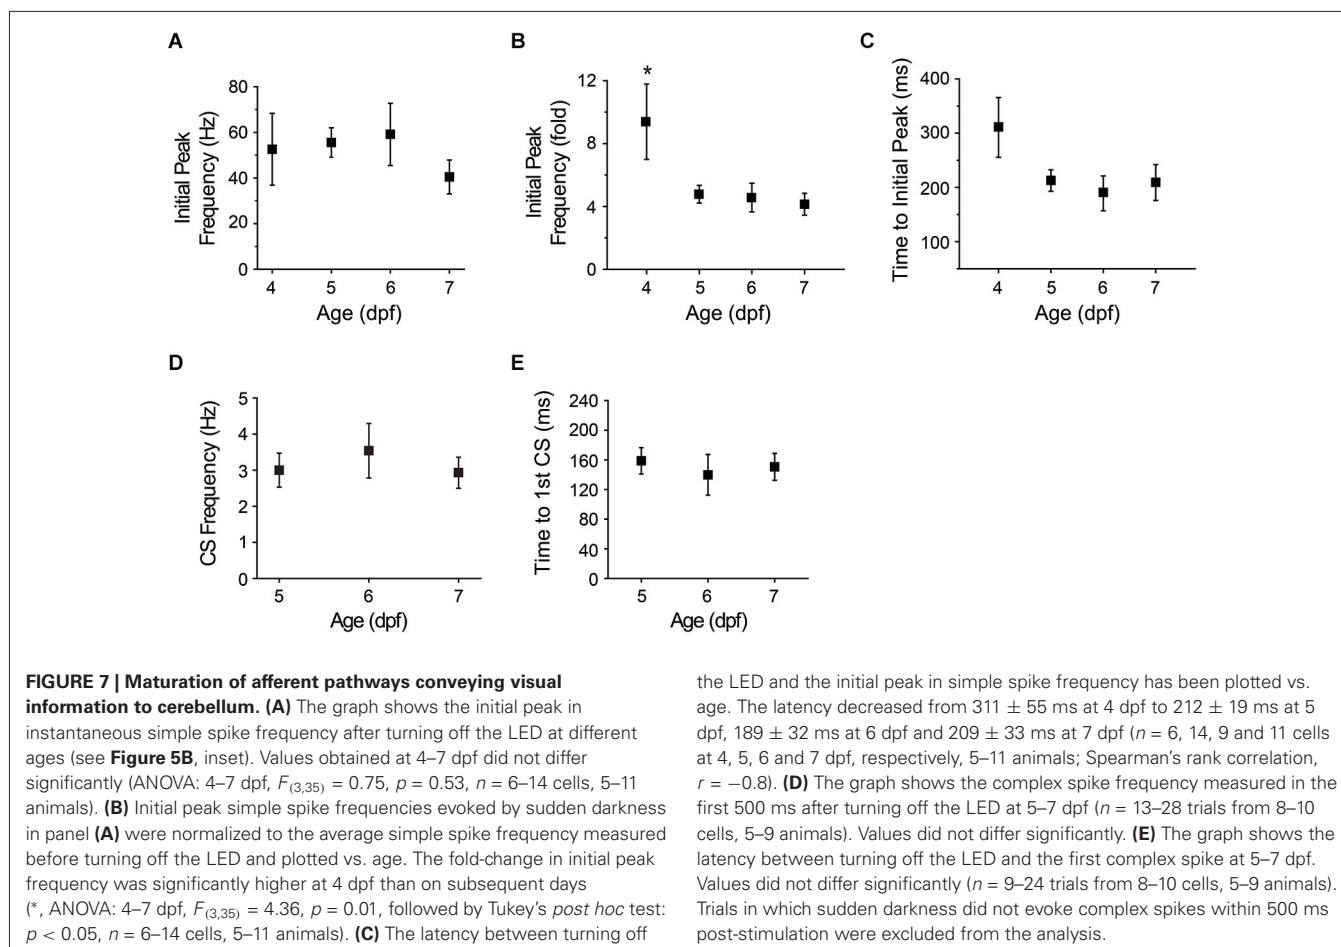 A
80
60
40
20
0
Initial Peak
Frequency (Hz)
4 5 6 7
Age (dpf)
B
*
12
8
4
0
Initial Peak
Frequency (fold)
4 5 6 7
Age (dpf)
C
400
300
200
100
Time to Initial Peak (ms)
4 5 6 7
Age (dpf)
D
5
4
3
2
1
0
CS Frequency (Hz)
5 6 7
Age (dpf)
E
240
200
160
120
80
40
0
Time to 1st CS (ms)
5 6 7
Age (dpf)
FIGURE 7 | Maturation of afferent pathways conveying visual
information to cerebellum. (A) The graph shows the initial peak in
instantaneous simple spike frequency after turning off the LED at different
ages (see Figure 5B, inset). Values obtained at 4–7 dpf did not differ
significantly (ANOVA: 4–7 dpf, F(3,35) = 0.75, p = 0.53, n = 6–14 cells, 5–11
animals). (B) Initial peak simple spike frequencies evoked by sudden darkness
in panel (A) were normalized to the average simple spike frequency measured
before turning off the LED and plotted vs. age. The fold-change in initial peak
frequency was significantly higher at 4 dpf than on subsequent days
(*, ANOVA: 4–7 dpf, F(3,35) = 4.36, p = 0.01, followed by Tukey's post hoc test:
p < 0.05, n = 6–14 cells, 5–11 animals). (C) The latency between turning off
the LED and the initial peak in simple spike frequency has been plotted vs.
age. The latency decreased from 311 ± 55 ms at 4 dpf to 212 ± 19 ms at 5
dpf, 189 ± 32 ms at 6 dpf and 209 ± 33 ms at 7 dpf (n = 6, 14, 9 and 11 cells
at 4, 5, 6 and 7 dpf, respectively, 5–11 animals; Spearman's rank correlation,
r = −0.8). (D) The graph shows the complex spike frequency measured in the
first 500 ms after turning off the LED at 5–7 dpf (n = 13–28 trials from 8–10
cells, 5–9 animals). Values did not differ significantly. (E) The graph shows the
latency between turning off the LED and the first complex spike at 5–7 dpf.
Values did not differ significantly (n = 9–24 trials from 8–10 cells, 5–9 animals).
Trials in which sudden darkness did not evoke complex spikes within 500 ms
post-stimulation were excluded from the analysis.